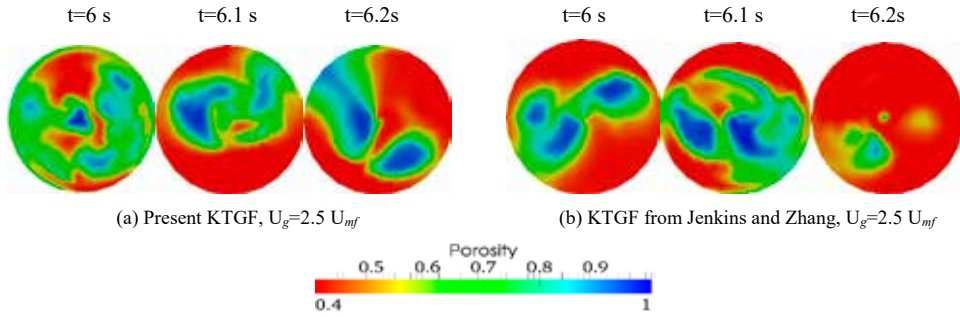 t=6 s t=6.1 s t=6.2s t=6 s t=6.1 s t=6.2s
(a) Present KTGF, Ug=2.5 Umf (b) KTGF from Jenkins and Zhang, Ug=2.5 Umf
Porosity
0.5 0.6 0.7 0.8 0.9
0.4 1